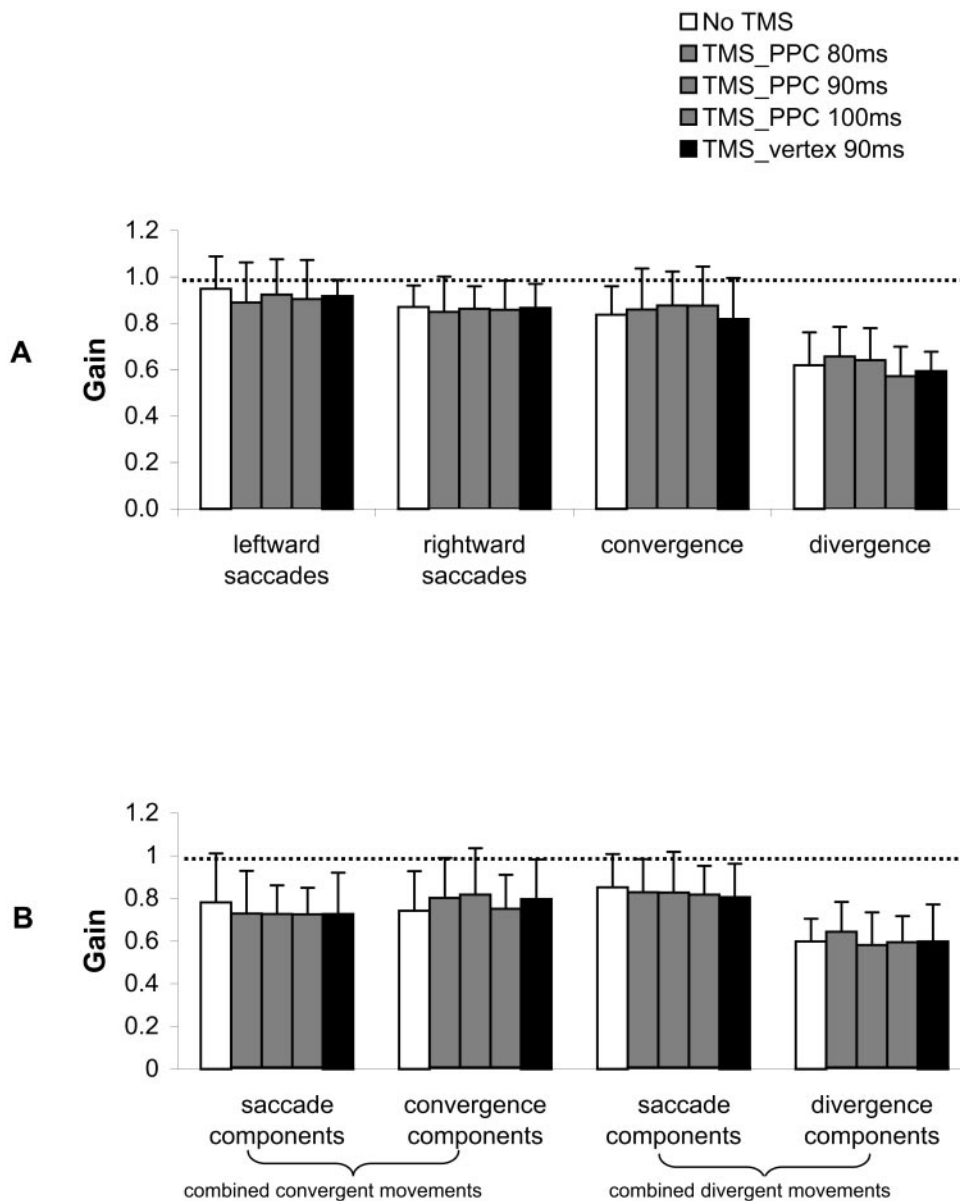 No TMS
TMS_PPC 80ms
TMS_PPC 90ms
TMS_PPC 100ms
TMS_vertex 90ms
A
Gain
1.2
1.0
0.8
0.6
0.4
0.2
0.0
leftward saccades
rightward saccades
convergence
divergence
B
Gain
1.2
1
0.8
0.6
0.4
0.2
0
saccade components
convergence components
saccade components
divergence components
combined convergent movements
combined divergent movements